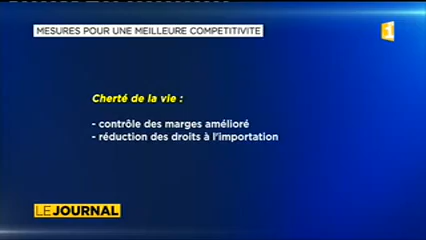 MESURES POUR UNE MEILLEURE COMPETITIVITE
1
Cherté de la vie :
- contrôle des marges amélioré
- réduction des droits à l'importation
LE JOURNAL